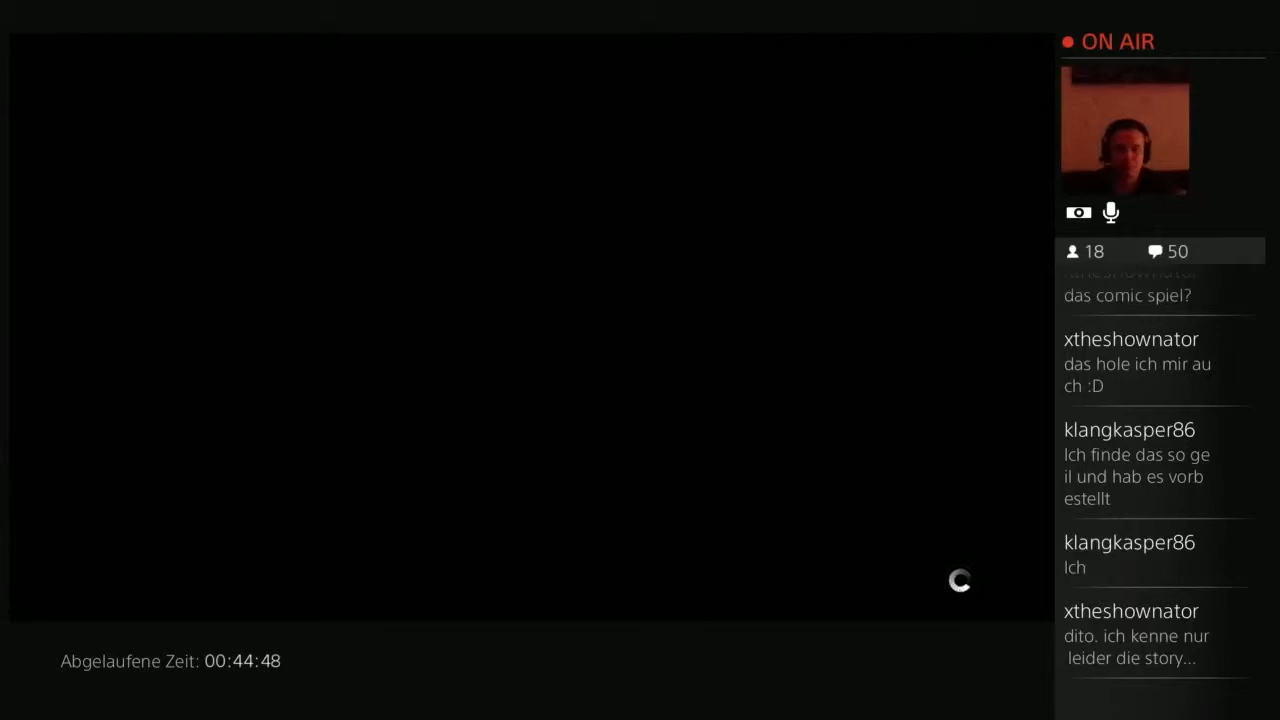 ON AIR
18 50
das comic spiel?
xtheshownator
das hole ich mir au
ch :D
klangkasper86
Ich finde das so ge
il und hab es vorb
estellt
klangkasper86
Ich
xtheshownator
dito. ich kenne nur
leider die story...
Abgelaufene Zeit: 00:44:48